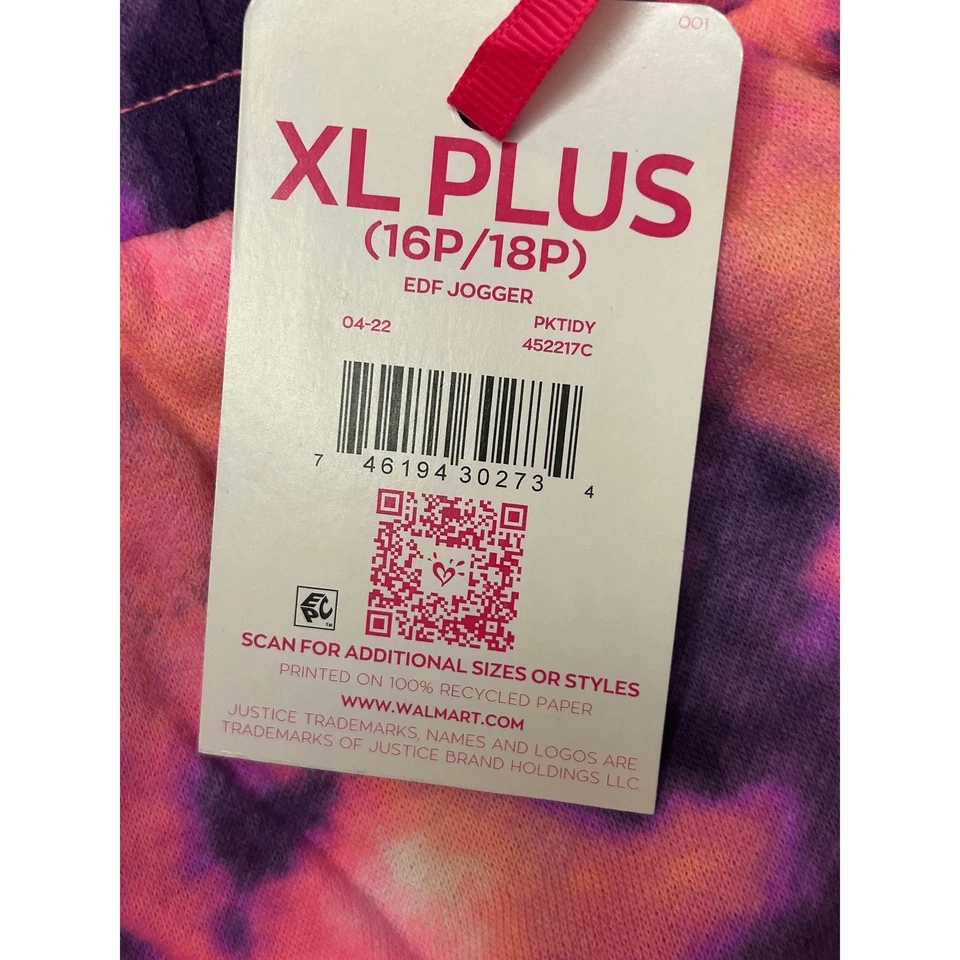 001
XL PLUS
(16P/18P)
EDF JOGGER
04-22 PKTIDY
452217C
7 46194 30273 4
EPC ™
SCAN FOR ADDITIONAL SIZES OR STYLES
PRINTED ON 100% RECYCLED PAPER
WWW.WALMART.COM
JUSTICE TRADEMARKS, NAMES AND LOGOS ARE
TRADEMARKS OF JUSTICE BRAND HOLDINGS LLC